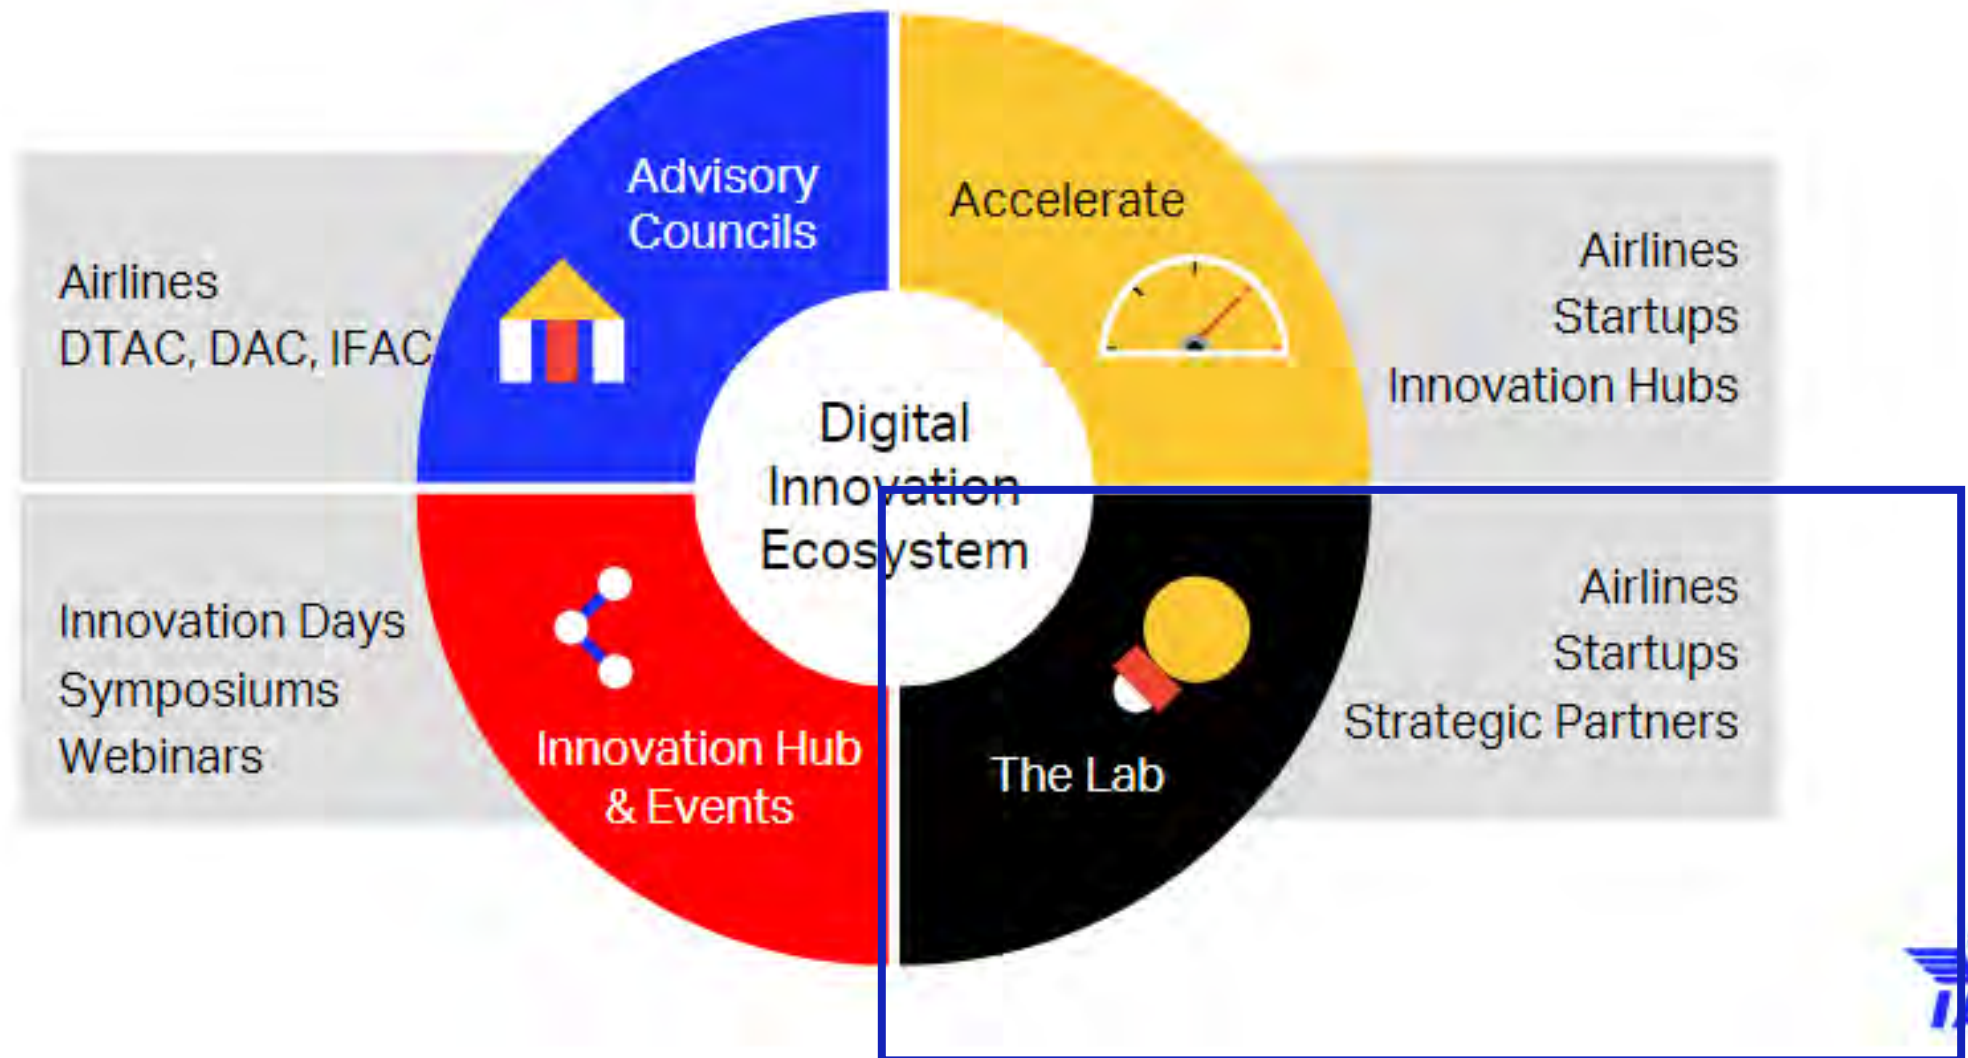 Advisory
Councils
Airlines
DTAC, DAC, IFAC
Accelerate
Airlines
Startups
Innovation Hubs
Digital
Innovation
Ecosystem
Innovation Days
Symposiums
Webinars
Innovation Hub
& Events
The Lab
Airlines
Startups
Strategic Partners